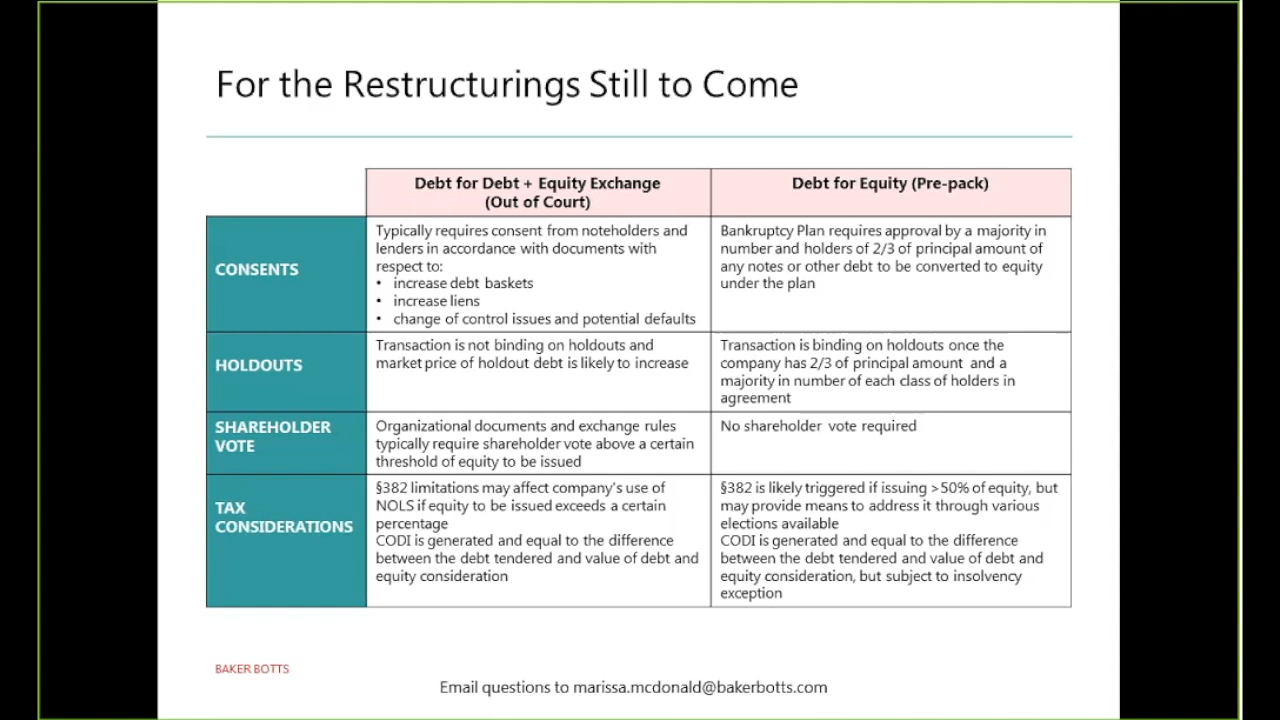 For the Restructurings Still to Come
Debt for Debt + Equity Exchange
(Out of Court)
Debt for Equity (Pre-pack)
CONSENTS
Typically requires consent from noteholders and
lenders in accordance with documents with
respect to:
• increase debt baskets
• increase liens
• change of control issues and potential defaults
Bankruptcy Plan requires approval by a majority in
number and holders of 2/3 of principal amount of
any notes or other debt to be converted to equity
under the plan
HOLDOUTS
Transaction is not binding on holdouts and
market price of holdout debt is likely to increase
Transaction is binding on holdouts once the
company has 2/3 of principal amount and a
majority in number of each class of holders in
agreement
SHAREHOLDER
VOTE
Organizational documents and exchange rules
typically require shareholder vote above a certain
threshold of equity to be issued
No shareholder vote required
TAX
CONSIDERATIONS
§382 limitations may affect company's use of
NOLS if equity to be issued exceeds a certain
percentage
CODI is generated and equal to the difference
between the debt tendered and value of debt and
equity consideration
§382 is likely triggered if issuing >50% of equity, but
may provide means to address it through various
elections available
CODI is generated and equal to the difference
between the debt tendered and value of debt and
equity consideration, but subject to insolvency
exception
BAKER BOTTS
Email questions to marissa.mcdonald@bakerbotts.com